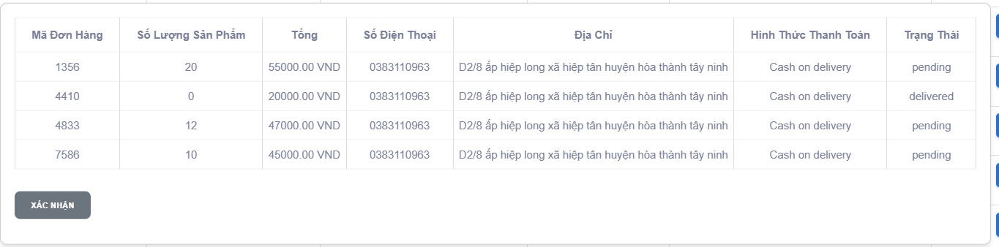 Mã Đơn Hàng Số Lượng Sản Phẩm Tổng Số Điện Thoại Địa Chỉ Hình Thức Thanh Toán Trạng Thái
1356 20 55000.00 VND 0383110963 D2/8 ấp hiệp long xã hiệp tân huyện hòa thành tây ninh Cash on delivery pending
4410 0 20000.00 VND 0383110963 D2/8 ấp hiệp long xã hiệp tân huyện hòa thành tây ninh Cash on delivery delivered
4833 12 47000.00 VND 0383110963 D2/8 ấp hiệp long xã hiệp tân huyện hòa thành tây ninh Cash on delivery pending
7586 10 45000.00 VND 0383110963 D2/8 ấp hiệp long xã hiệp tân huyện hòa thành tây ninh Cash on delivery pending
XÁC NHẬN